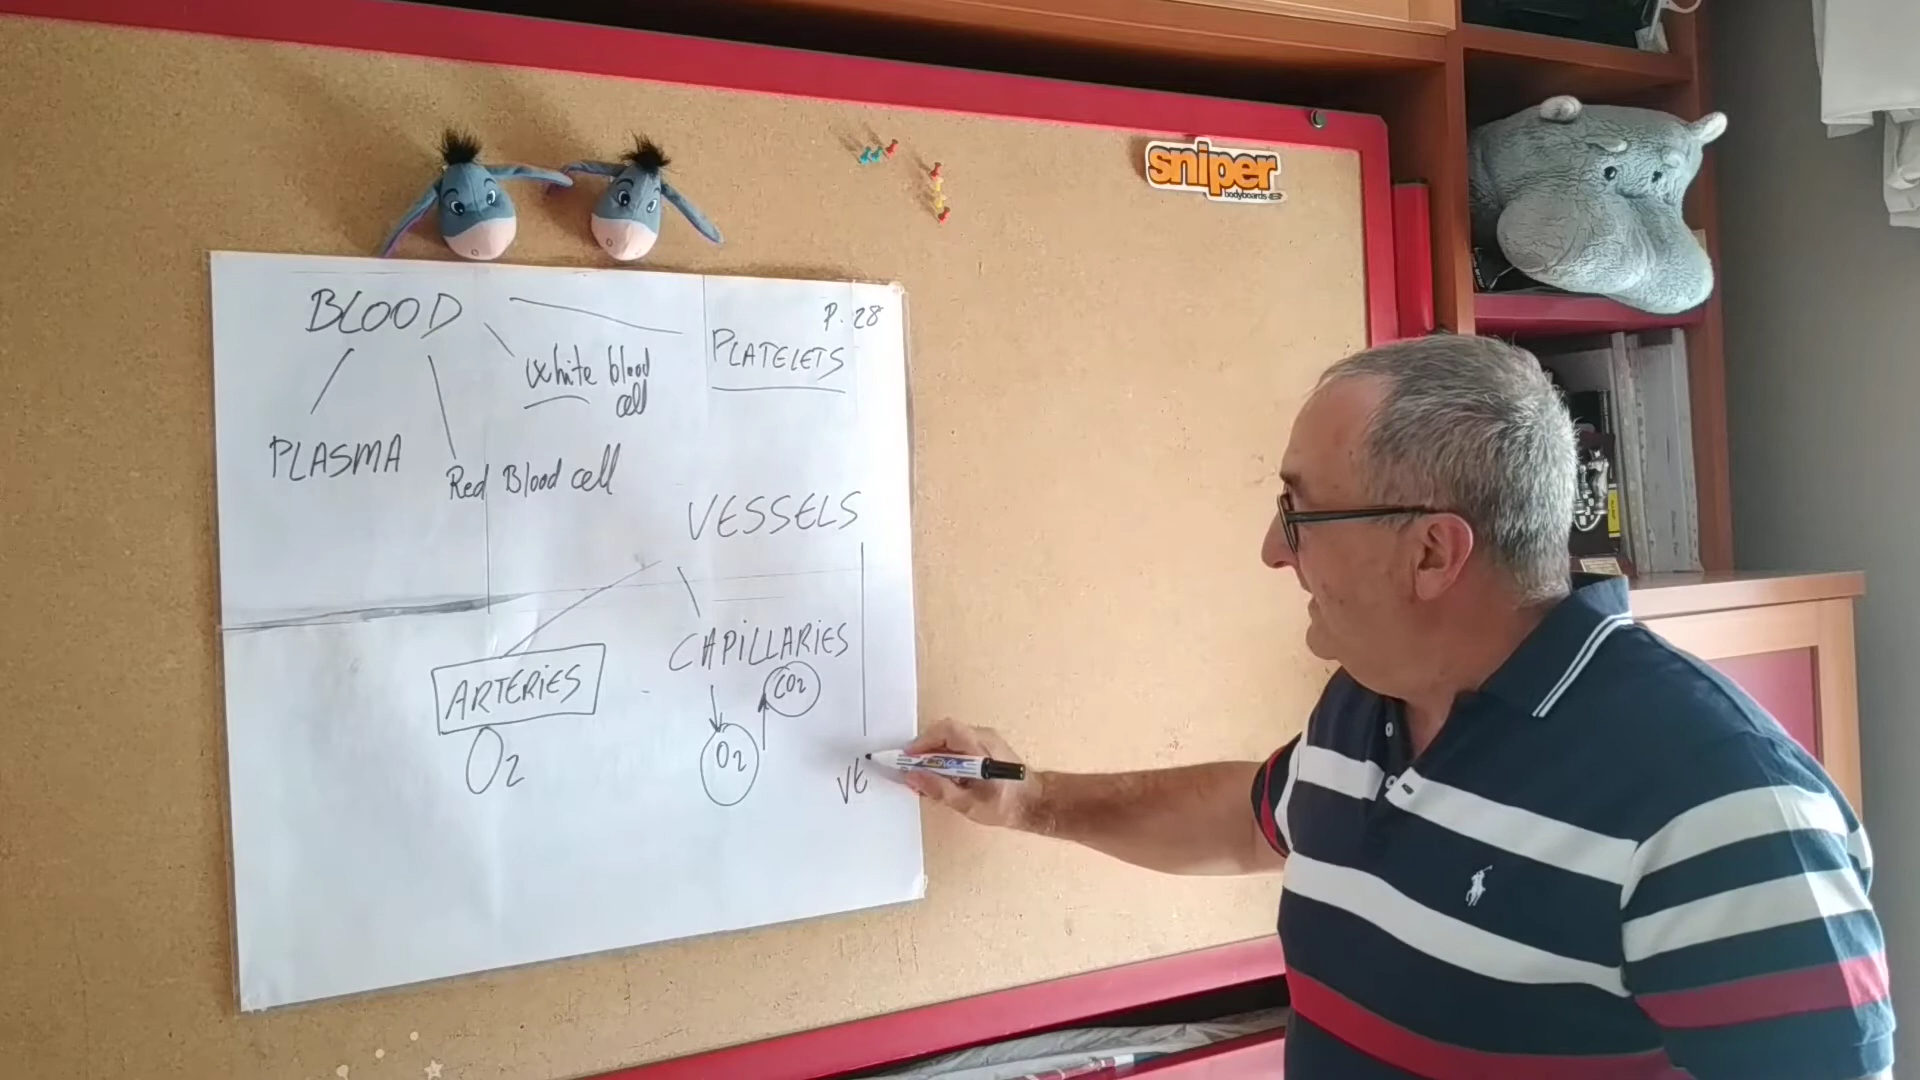 sniper
bodyboards
BLOOD
P. 28
PLATELETS
White blood
cell
PLASMA
Red Blood cell
VESSELS
CAPILLARIES
ARTERIES
CO2
O2
O2
VE